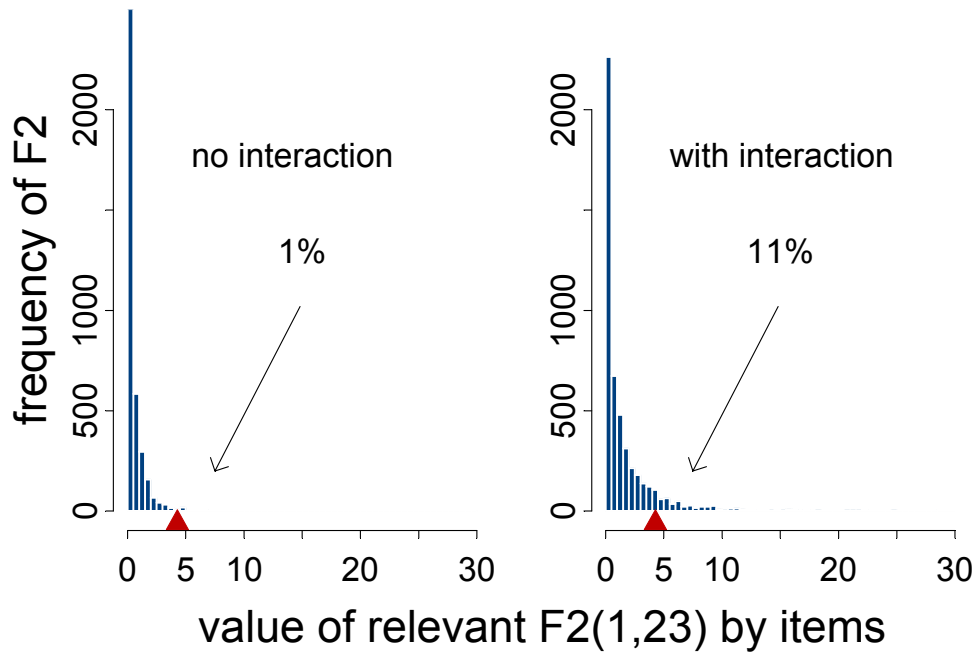 frequency of F2
2000
1000
500
0
no interaction
1%
0 5 10 20 30
2000
1000
500
0
with interaction
11%
0 5 10 20 30
value of relevant F2(1,23) by items